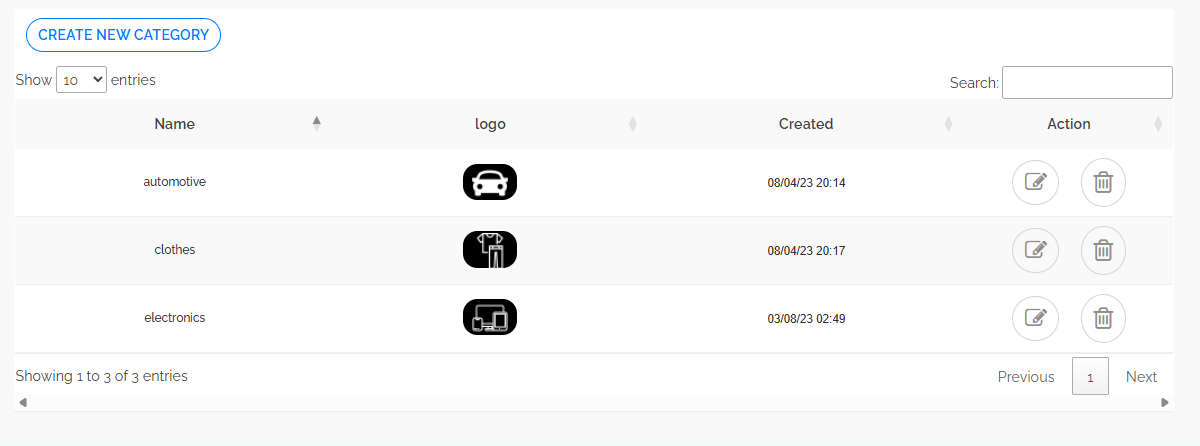 CREATE NEW CATEGORY
Show 10 entries
Search:
Name logo Created Action
automotive 08/04/23 20:14
clothes 08/04/23 20:17
electronics 03/08/23 02:49
Showing 1 to 3 of 3 entries
Previous 1 Next